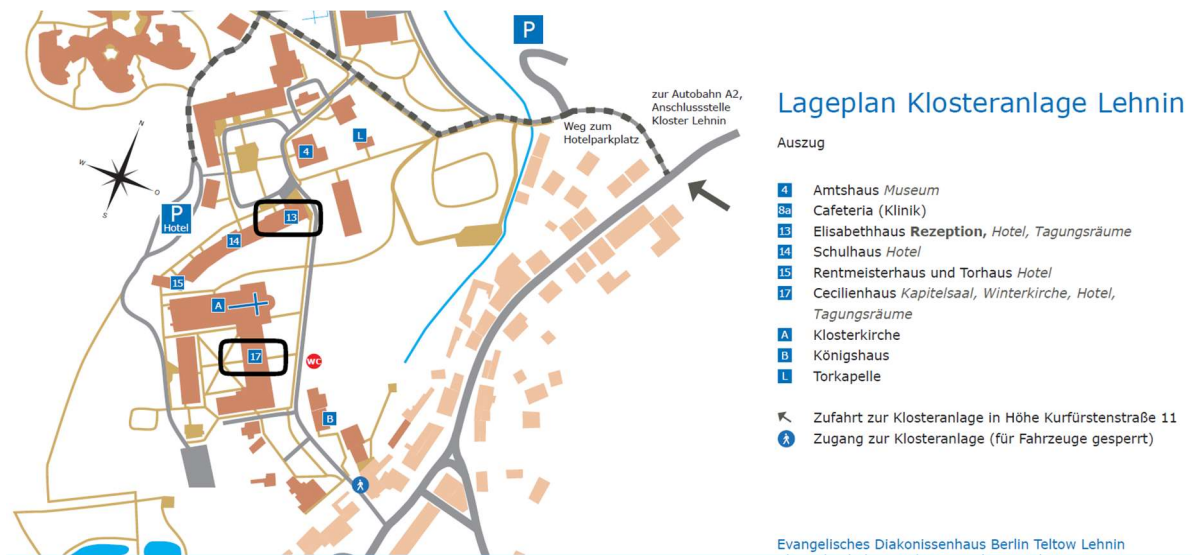 P
zur Autobahn A2,
Anschlussstelle
Kloster Lehnin
Weg zum
Hotelparkplatz
L
4
N
W
O
S
P
Hotel
13
14
15
A
17
WC
B
Lageplan Klosteranlage Lehnin
Auszug
4 Amtshaus Museum
8a Cafeteria (Klinik)
13 Elisabethhaus Rezeption, Hotel, Tagungsräume
14 Schulhaus Hotel
15 Rentmeisterhaus und Torhaus Hotel
17 Cecilienhaus Kapitelsaal, Winterkirche, Hotel,
Tagungsräume
A Klosterkirche
B Königshaus
L Torkapelle
Zufahrt zur Klosteranlage in Höhe Kurfürstenstraße 11
Zugang zur Klosteranlage (für Fahrzeuge gesperrt)
Evangelisches Diakonissenhaus Berlin Teltow Lehnin